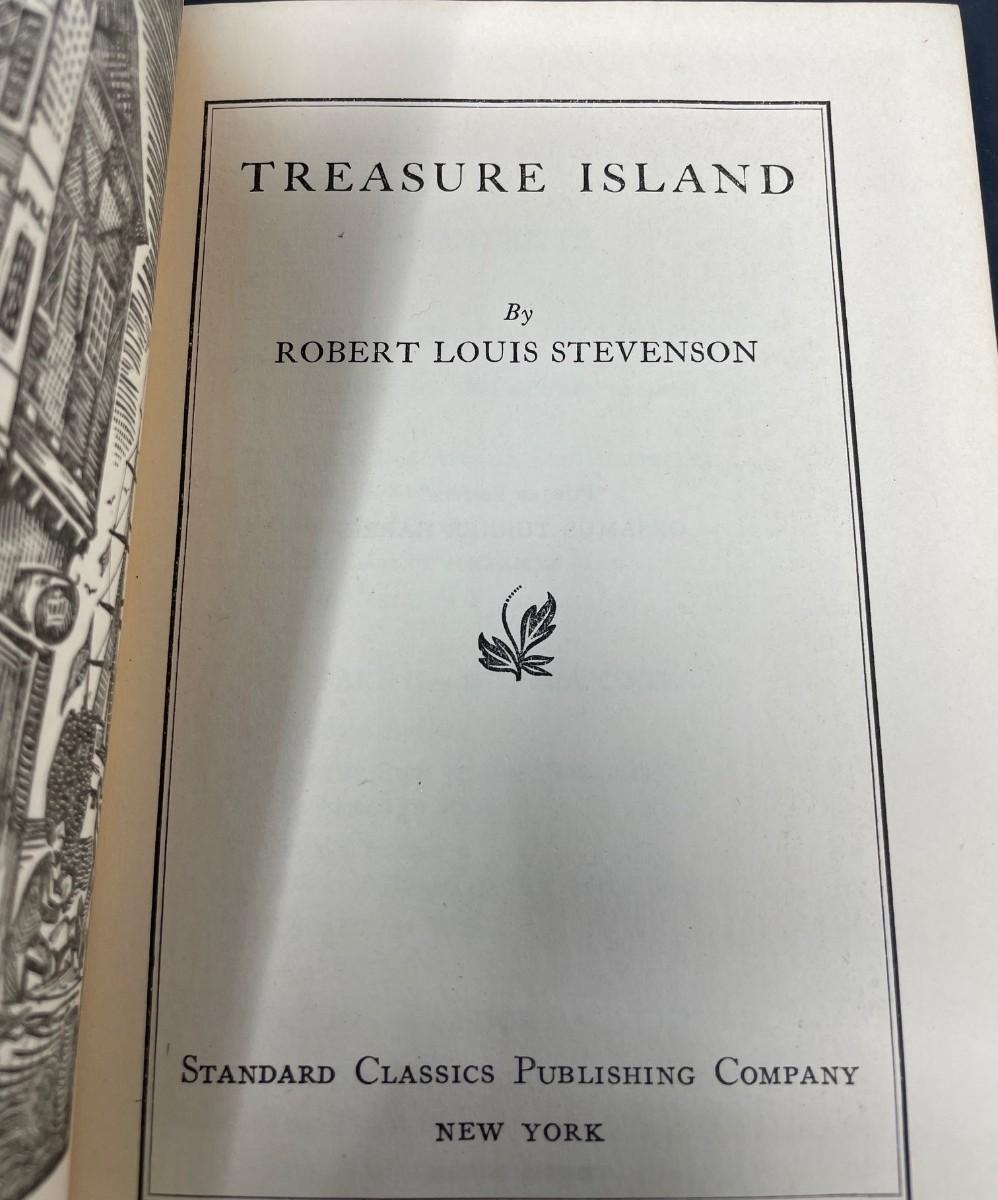 TREASURE ISLAND
By
ROBERT LOUIS STEVENSON
STANDARD CLASSICS PUBLISHING COMPANY
NEW YORK